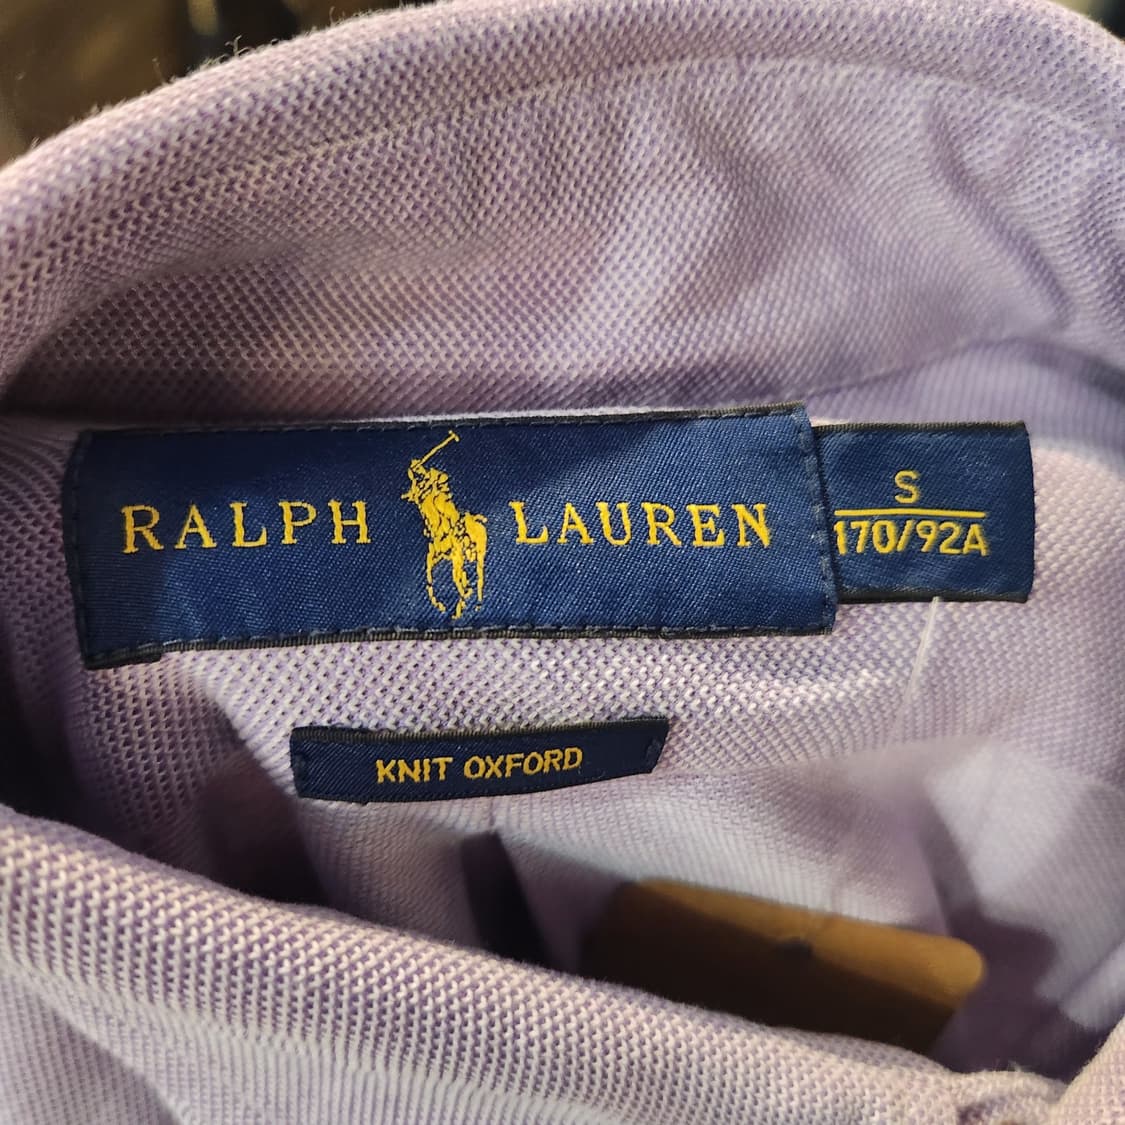 RALPH LAUREN
S
170/92A
KNIT OXFORD